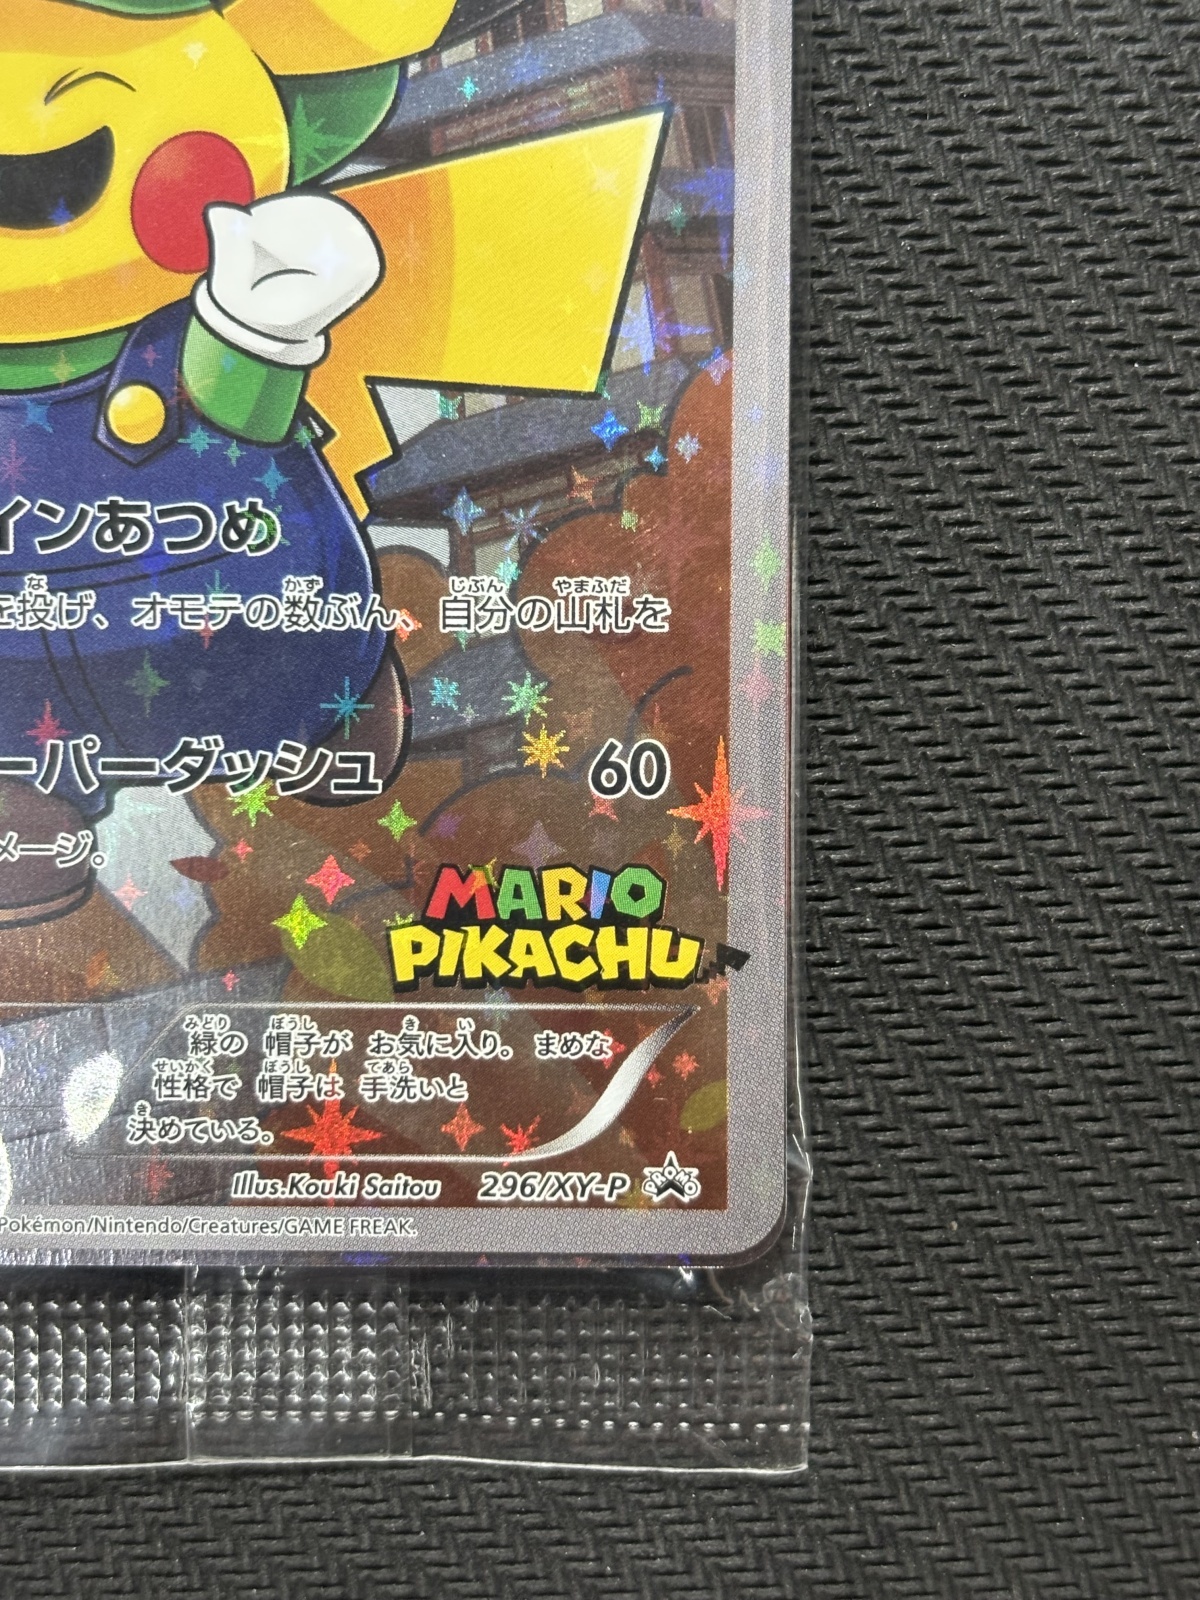 インあつめ
を投げ、オモテの数ぶん、自分の山札を
ーパーダッシュ 60
メージ。
MARIO
PIKACHU
緑の 帽子が お気に入り。 まめな
性格で 帽子は 手洗いと
決めている。
Illus.Kouki Saitou 296/XY-P PROMO
Pokémon/Nintendo/Creatures/GAME FREAK.